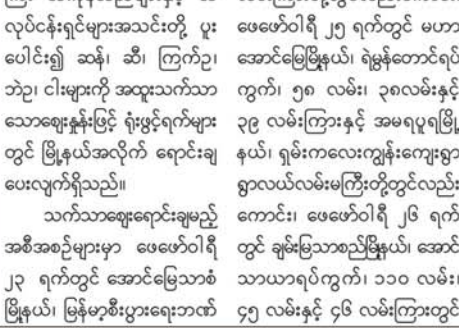 လုပ်ငန်းရှင်များအသင်းတို့ ပူး
ပေါင်း၍ ဆန်၊ ဆီ၊ ကြက်ဥ၊
ဘဲဥ၊ ငါးများကို အထူးသက်သာ
သောဈေးနှုန်းဖြင့် ရုံးဖွင့်ရက်များ
တွင် မြို့နယ်အလိုက် ရောင်းချ
ပေးလျက်ရှိသည်။
သက်သာဈေးရောင်းချမည့်
အစီအစဉ်များမှာ ဖေဖော်ဝါရီ
၂၃ ရက်တွင် အောင်မြေသာစံ
မြို့နယ်၊ မြန်မာ့စီးပွားရေးဘဏ်
ဖေဖော်ဝါရီ ၂၅ ရက်တွင် မဟာ
အောင်မြေမြို့နယ်၊ ရဲမွန်တောင်ရပ်
ကွက်၊ ၅၈ လမ်း၊ ၃၈လမ်းနှင့်
၃၉ လမ်းကြားနှင့် အမရပူရမြို့
နယ်၊ ရှမ်းကလေးကျွန်းကျေးရွာ
ရွာလယ်လမ်းမကြီးတို့တွင်လည်း
ကောင်း၊ ဖေဖော်ဝါရီ ၂၆ ရက်
တွင် ချမ်းမြသာစည်မြို့နယ်၊ အောင်
သာယာရပ်ကွက်၊ ၁၁၀ လမ်း၊
၄၅ လမ်းနှင့် ၄၆ လမ်းကြားတွင်